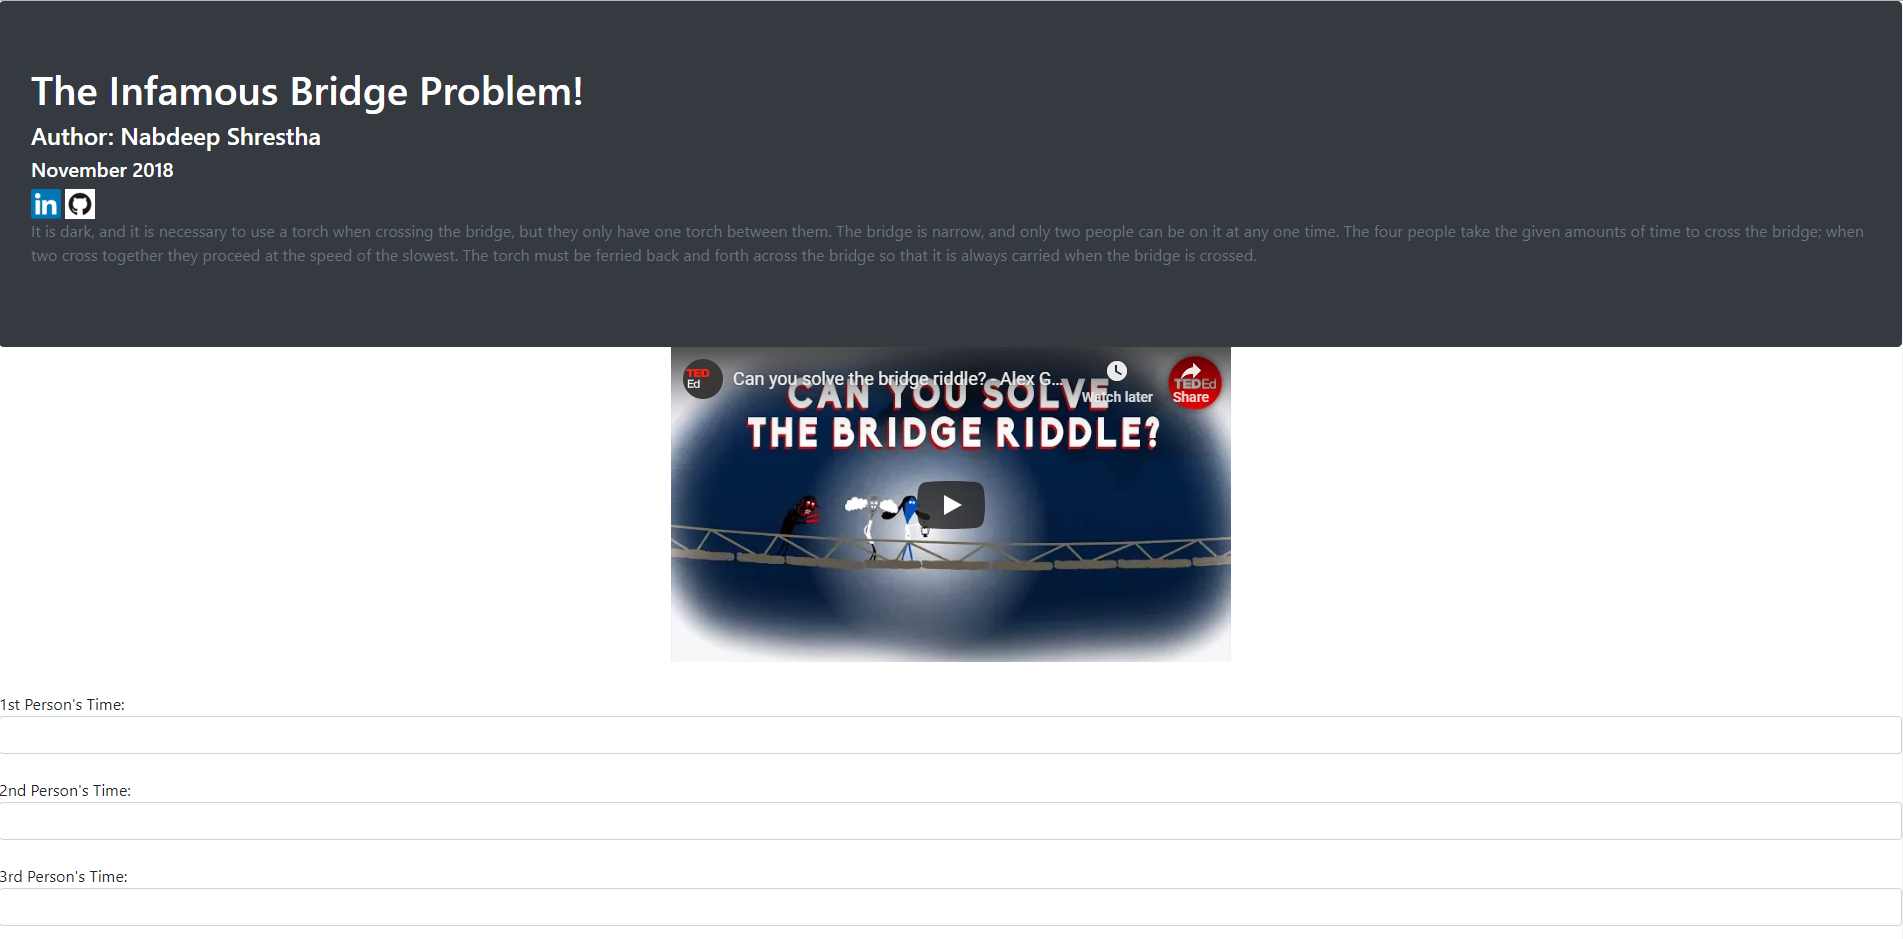 The Infamous Bridge Problem!
Author: Nabdeep Shrestha
November 2018
in
It is dark, and it is necessary to use a torch when crossing the bridge, but they only have one torch between them. The bridge is narrow, and only two people can be on it at any one time. The four people take the given amounts of time to cross the bridge; when
two cross together they proceed at the speed of the slowest. The torch must be ferried back and forth across the bridge so that it is always carried when the bridge is crossed.
TED
Ed
Can you solve the bridge riddle? - Alex G...
Watch later
TEDEd
Share
CAN YOU SOLVE
THE BRIDGE RIDDLE?
1st Person's Time:
2nd Person's Time:
3rd Person's Time: